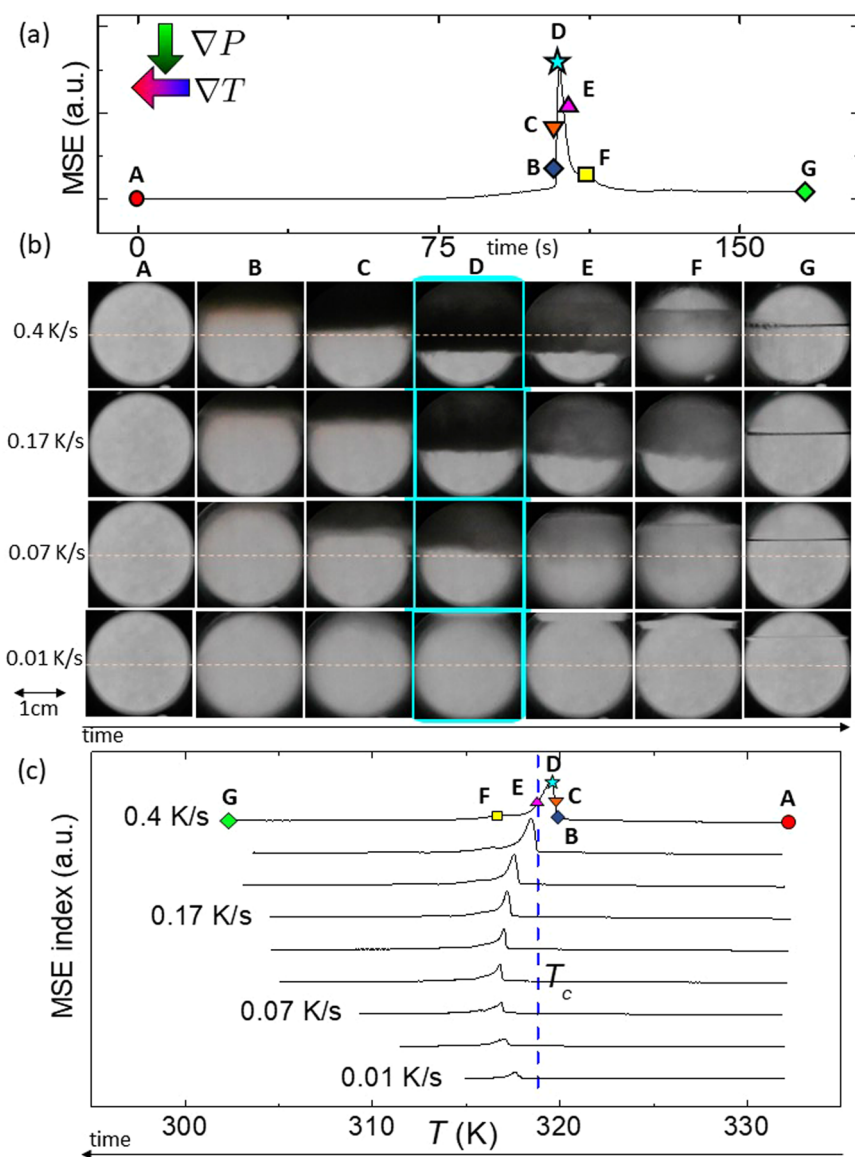 (a)
∇P
∇T
MSE (a.u.)
A
B
C
D
E
F
G
0
75
time (s)
150
(b)
A B C D E F G
0.4 K/s
0.17 K/s
0.07 K/s
0.01 K/s
1cm
time
(c)
MSE index (a.u.)
G F E D C B A
0.4 K/s
0.17 K/s
0.07 K/s
0.01 K/s
T_c
300 310 320 330
T (K)
time